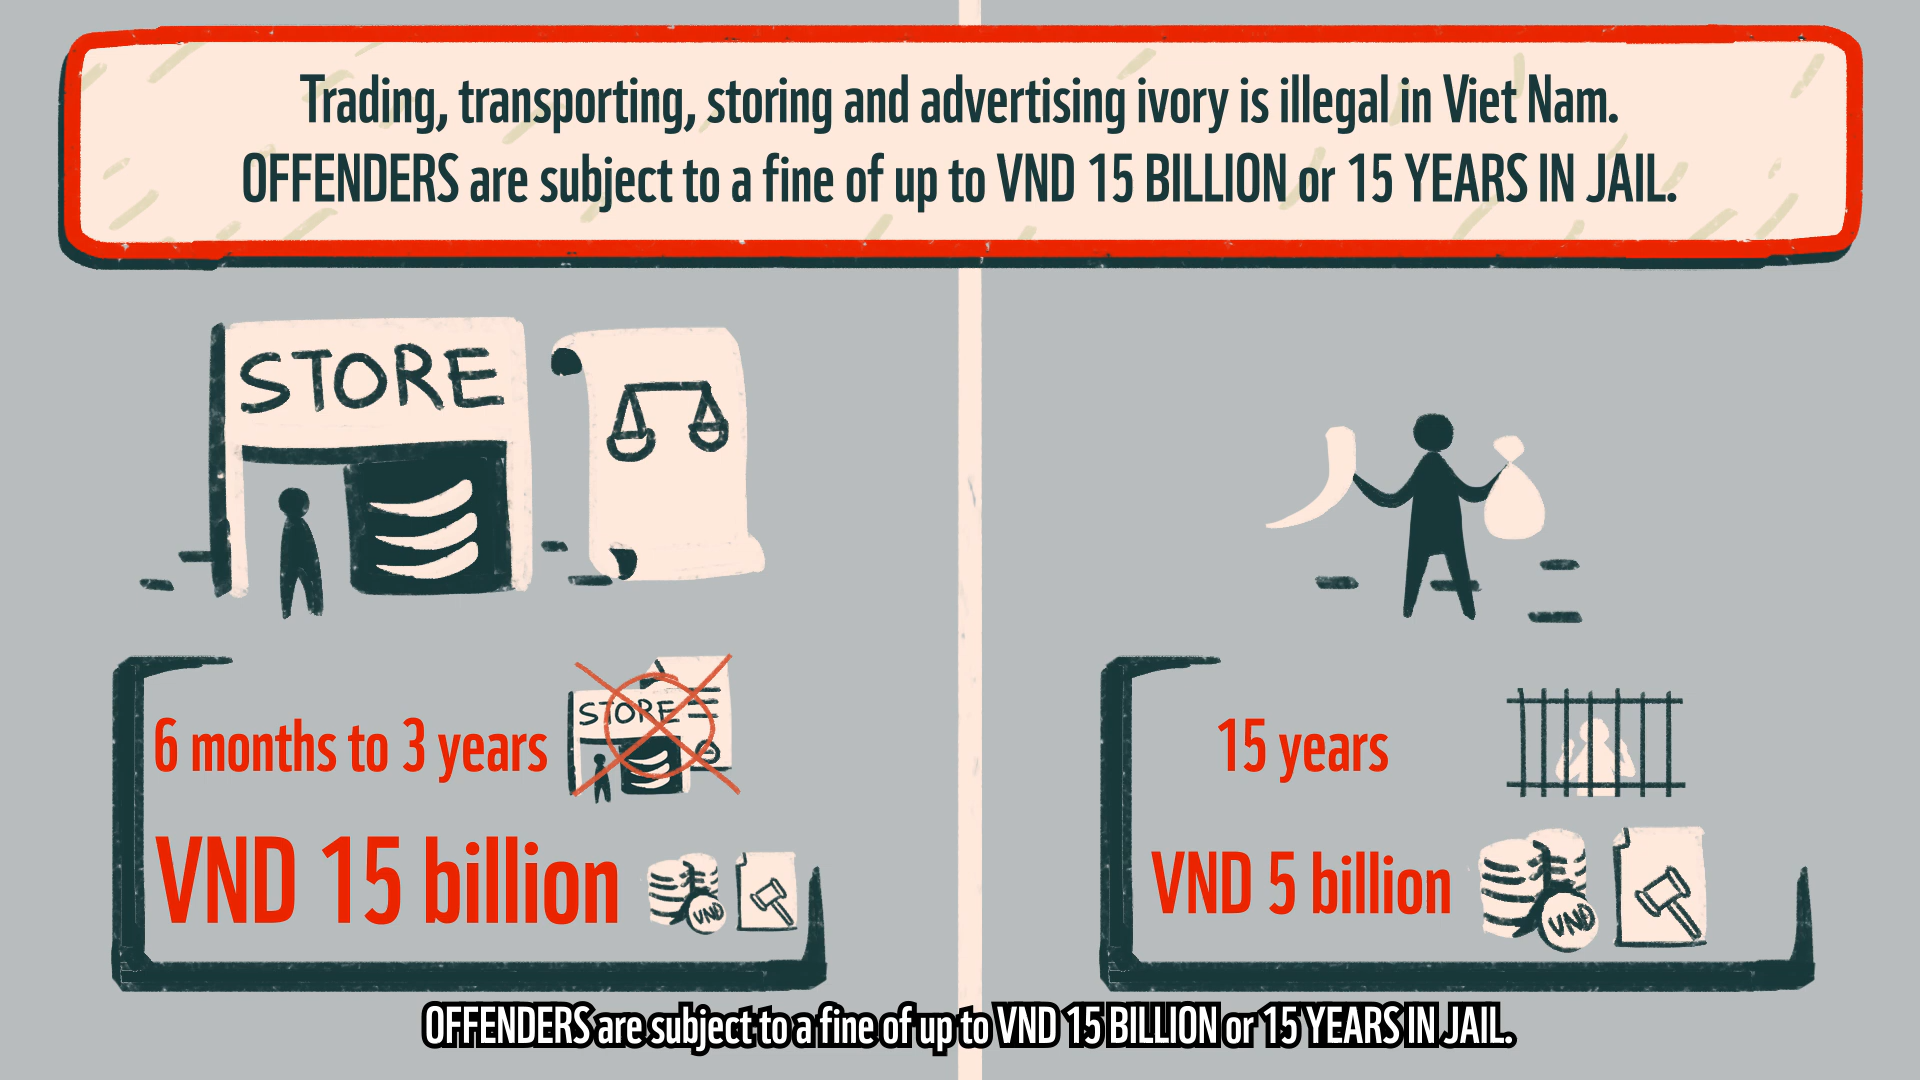 Trading, transporting, storing and advertising ivory is illegal in Viet Nam.
OFFENDERS are subject to a fine of up to VND 15 BILLION or 15 YEARS IN JAIL.
STORE
6 months to 3 years
STORE
VND 15 billion
VND
15 years
VND 5 billion
VND
OFFENDERS are subject to a fine of up to VND 15 BILLION or 15 YEARS IN JAIL.